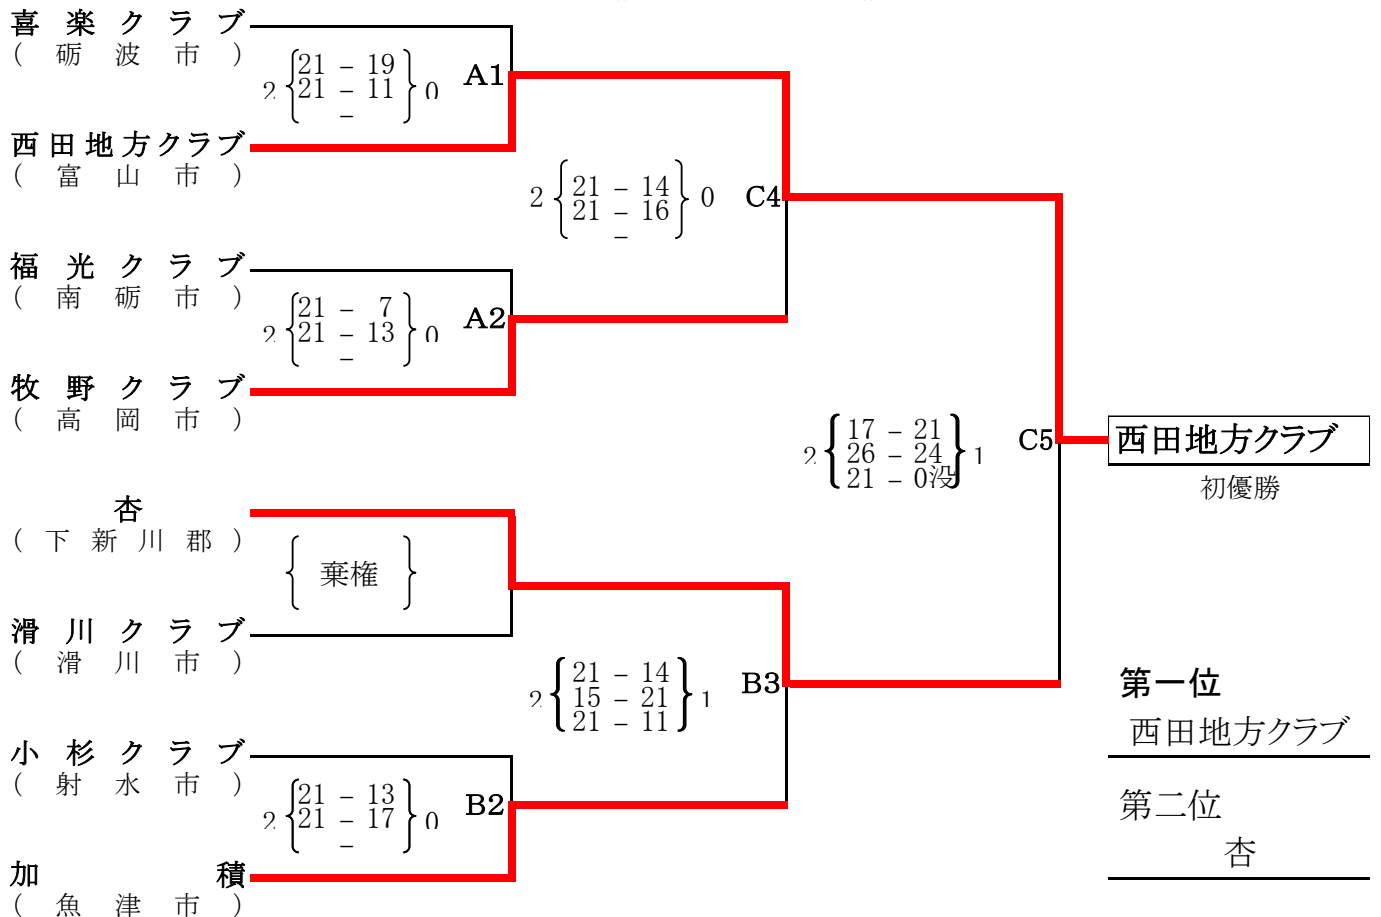 喜楽クラブ
(砺波市)
2 21 - 19 0 A1
21 - 11
-
西田地方クラブ
(富山市)
2 21 - 14 0 C4
21 - 16
-
福光クラブ
(南砺市)
2 21 - 7 0 A2
21 - 13
-
牧野クラブ
(高岡市)
2 17 - 21 1 C5
26 - 24
21 - 0没
西田地方クラブ
初優勝
杏
(下新川郡)
棄権
滑川クラブ
(滑川市)
2 21 - 14 1 B3
15 - 21
21 - 11
小杉クラブ
(射水市)
2 21 - 13 0 B2
21 - 17
-
加積
(魚津市)
第一位
西田地方クラブ
第二位
杏